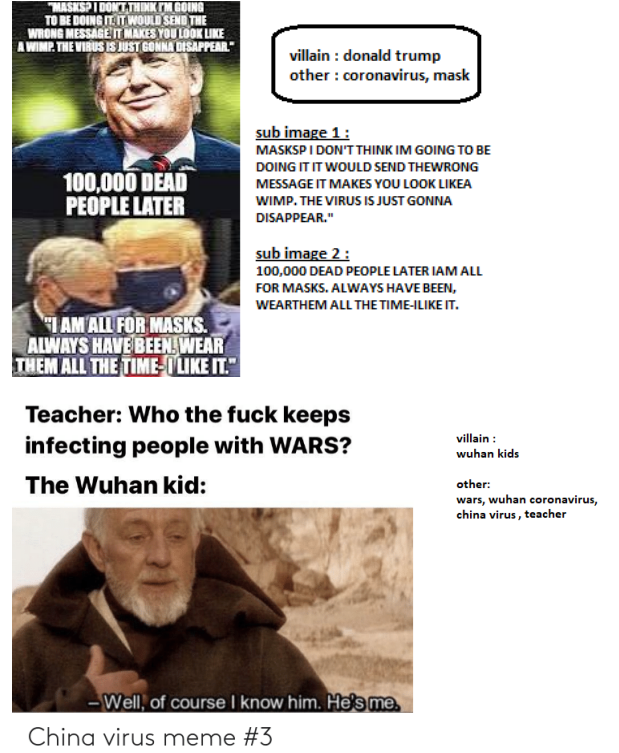 "MASKS? I DON'T THINK I'M GOING
TO BE DOING IT. IT WOULD SEND THE
WRONG MESSAGE. IT MAKES YOU LOOK LIKE
A WIMP. THE VIRUS IS JUST GONNA DISAPPEAR."
100,000 DEAD
PEOPLE LATER
"I AM ALL FOR MASKS.
ALWAYS HAVE BEEN. WEAR
THEM ALL THE TIME-I LIKE IT."
villain : donald trump
other : coronavirus, mask
sub image 1 :
MASKSP I DON'T THINK IM GOING TO BE
DOING IT IT WOULD SEND THEWRONG
MESSAGE IT MAKES YOU LOOK LIKEA
WIMP. THE VIRUS IS JUST GONNA
DISAPPEAR."
sub image 2 :
100,000 DEAD PEOPLE LATER IAM ALL
FOR MASKS. ALWAYS HAVE BEEN,
WEARTHEM ALL THE TIME-ILIKE IT.
Teacher: Who the fuck keeps
infecting people with WARS?
The Wuhan kid:
– Well, of course I know him. He's me.
China virus meme #3
villain :
wuhan kids
other:
wars, wuhan coronavirus,
china virus , teacher